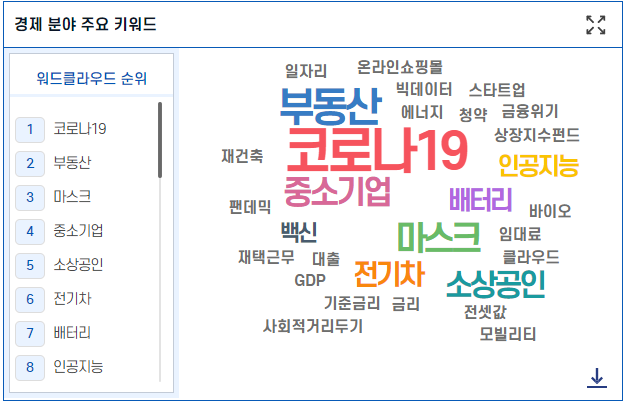 경제 분야 주요 키워드
워드클라우드 순위
1 코로나19
2 부동산
3 마스크
4 중소기업
5 소상공인
6 전기차
7 배터리
8 인공지능
일자리 온라인쇼핑몰
빅데이터 스타트업
부동산 에너지 청약 금융위기
코로나19 상장지수펀드
재건축 인공지능
중소기업 배터리
팬데믹 바이오
백신 마스크 임대료
재택근무 대출 클라우드
GDP 전기차 소상공인
기준금리 금리 전셋값
사회적거리두기 모빌리티